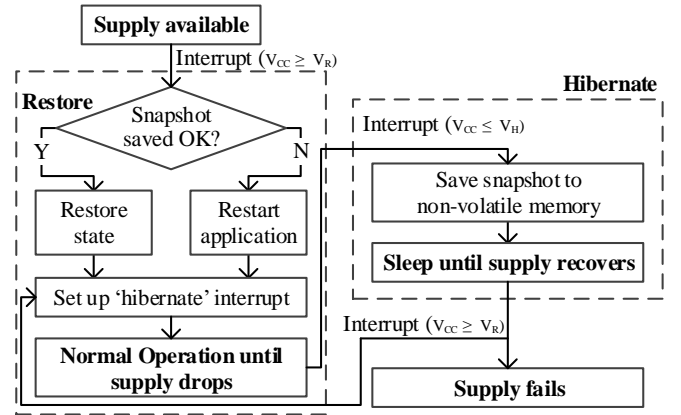 Supply available
Interrupt (VCC ≥ VR)
Restore
Snapshot
saved OK?
Y
N
Restore
state
Restart
application
Set up ‘hibernate’ interrupt
Normal Operation until
supply drops
Hibernate
Interrupt (VCC ≤ VH)
Save snapshot to
non-volatile memory
Sleep until supply recovers
Interrupt (VCC ≥ VR)
Supply fails